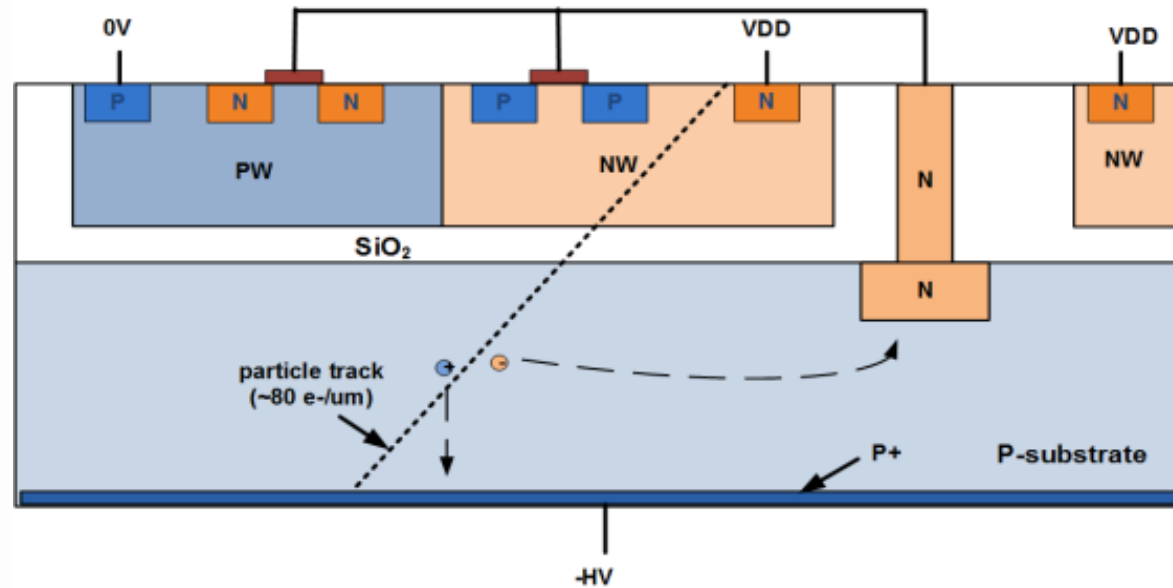 0V
VDD
VDD
P
N
N
P
P
N
N
PW
NW
N
NW
SiO₂
N
particle track
(~80 e-/um)
+
-
P+
P-substrate
-HV